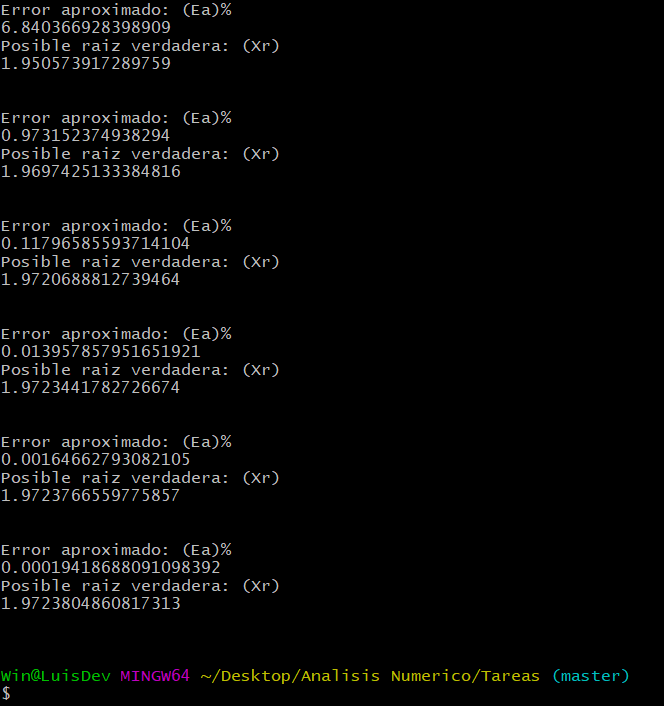 Error aproximado: (Ea)%
6.840366928398909
Posible raiz verdadera: (Xr)
1.950573917289759
Error aproximado: (Ea)%
0.973152374938294
Posible raiz verdadera: (Xr)
1.9697425133384816
Error aproximado: (Ea)%
0.11796585593714104
Posible raiz verdadera: (Xr)
1.9720688812739464
Error aproximado: (Ea)%
0.013957857951651921
Posible raiz verdadera: (Xr)
1.9723441782726674
Error aproximado: (Ea)%
0.00164662793082105
Posible raiz verdadera: (Xr)
1.9723766559775857
Error aproximado: (Ea)%
0.00019418688091098392
Posible raiz verdadera: (Xr)
1.9723804860817313
Win@LuisDev MINGW64 ~/Desktop/Analisis Numerico/Tareas (master)
$